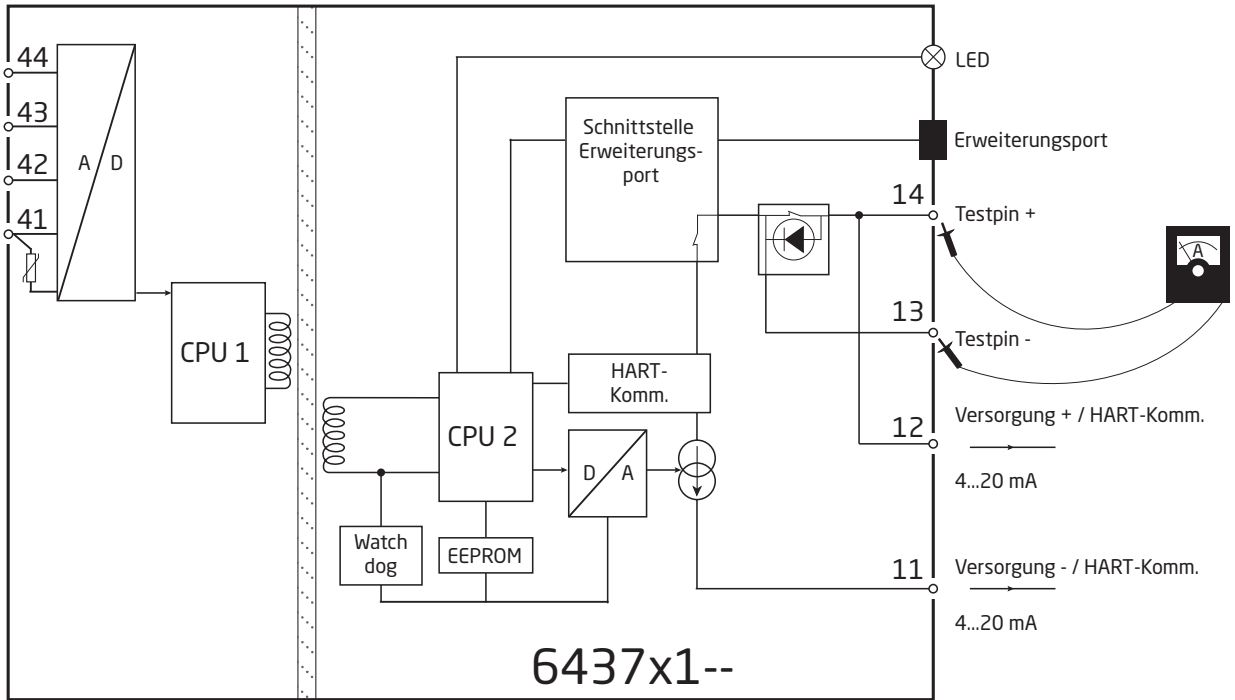 44
43
42
41
A / D
CPU 1
LED
Schnittstelle
Erweiterungs-
port
Erweiterungsport
14
Testpin +
A
13
Testpin -
HART-
Komm.
CPU 2
D / A
12
Versorgung + / HART-Komm.
4...20 mA
Watch
dog
EEPROM
11
Versorgung - / HART-Komm.
4...20 mA
6437x1--